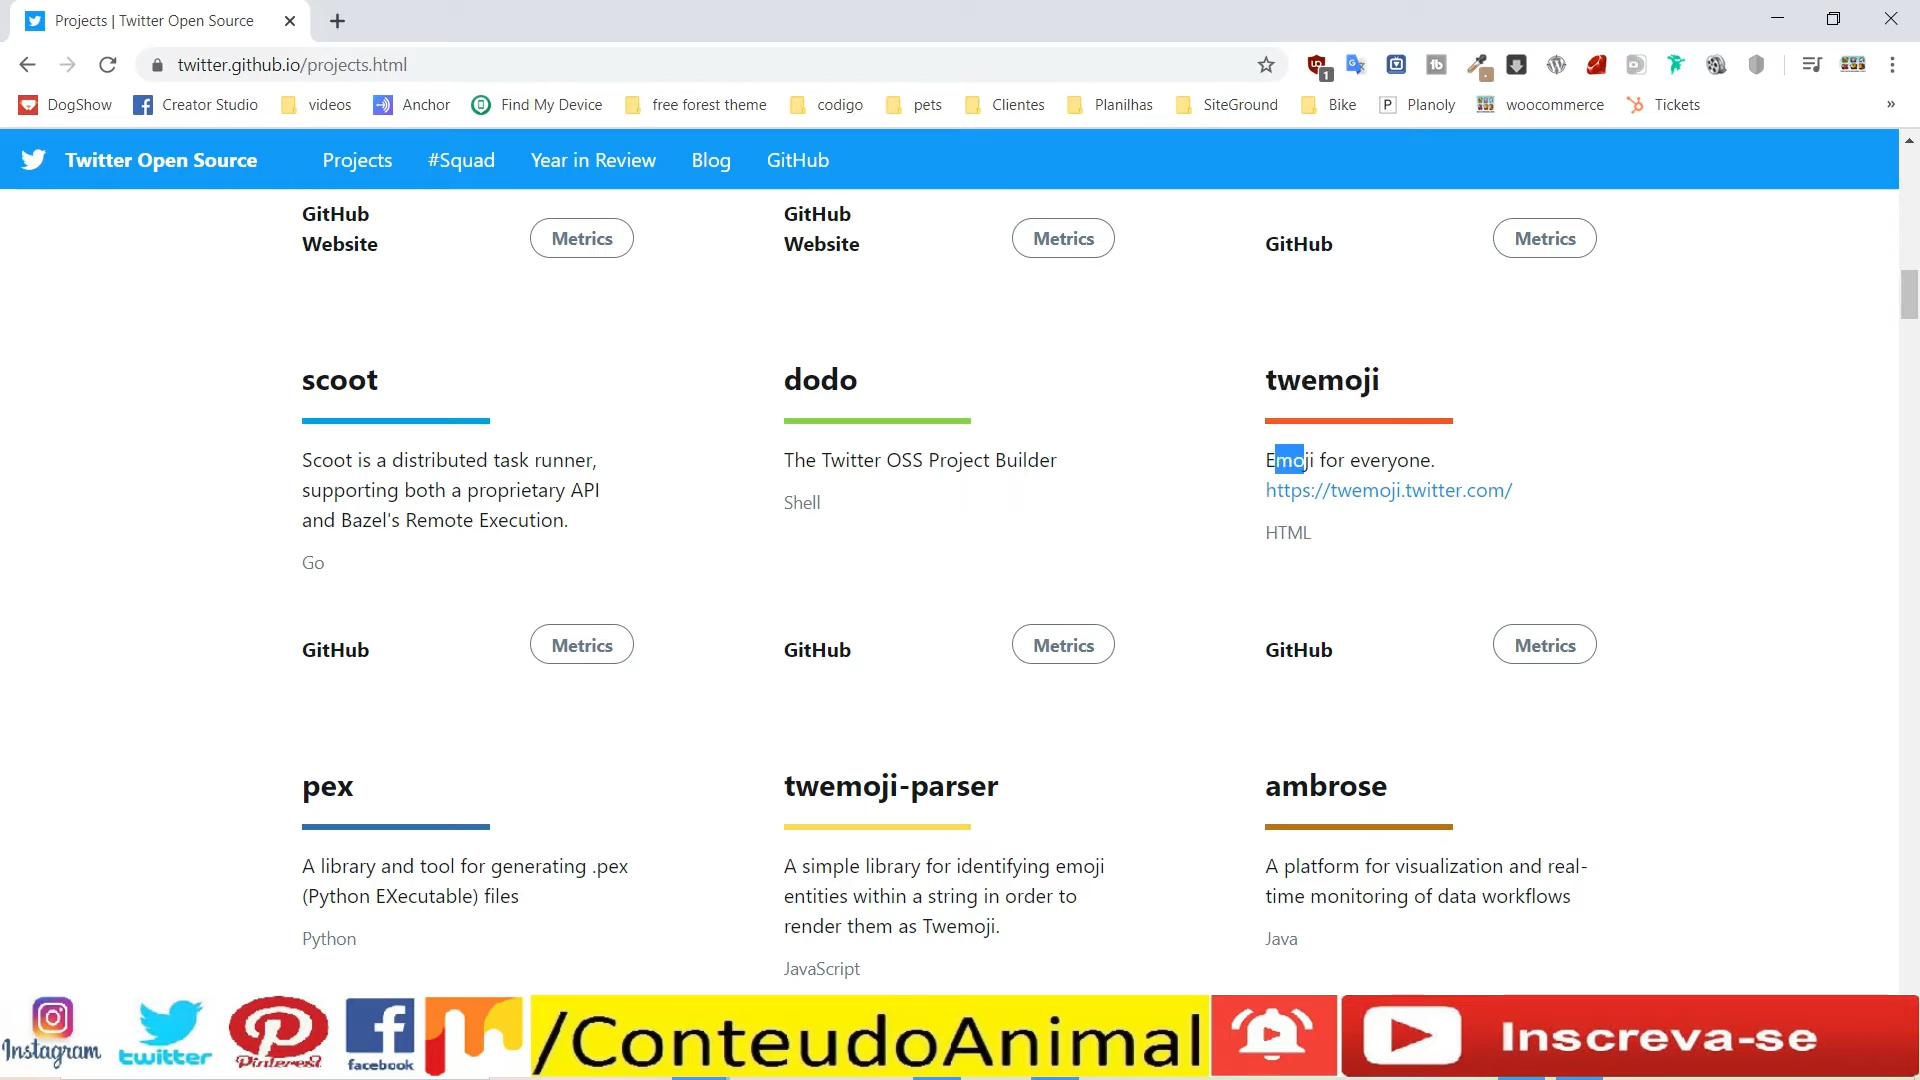 Projects | Twitter Open Source
twitter.github.io/projects.html
1
DogShow Creator Studio videos Anchor Find My Device free forest theme codigo pets Clientes Planilhas SiteGround Bike Planoly woocommerce Tickets »
Twitter Open Source Projects #Squad Year in Review Blog GitHub
GitHub
Website
Metrics
GitHub
Website
Metrics
GitHub
Metrics
scoot
Scoot is a distributed task runner,
supporting both a proprietary API
and Bazel's Remote Execution.
Go
GitHub
Metrics
dodo
The Twitter OSS Project Builder
Shell
GitHub
Metrics
twemoji
Emoji for everyone.
https://twemoji.twitter.com/
HTML
GitHub
Metrics
pex
A library and tool for generating .pex
(Python EXecutable) files
Python
twemoji-parser
A simple library for identifying emoji
entities within a string in order to
render them as Twemoji.
JavaScript
ambrose
A platform for visualization and real-
time monitoring of data workflows
Java
Instagram
twitter
Pinterest
facebook
/ConteudoAnimal
Inscreva-se